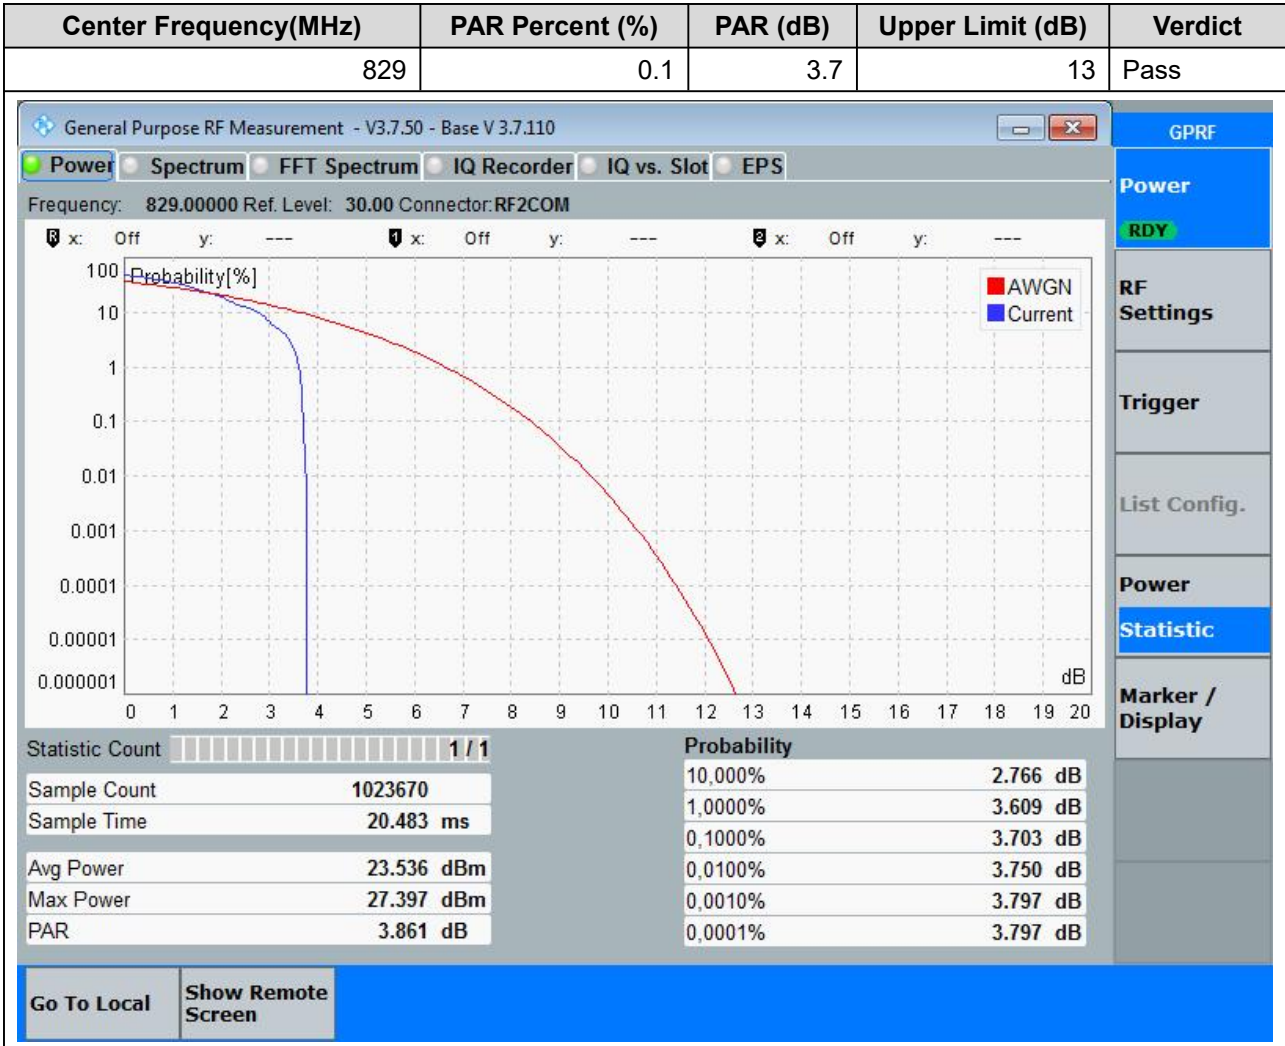 Center Frequency(MHz) PAR Percent (%) PAR (dB) Upper Limit (dB) Verdict
829 0.1 3.7 13 Pass
General Purpose RF Measurement - V3.7.50 - Base V 3.7.110
GPRF
Power Spectrum FFT Spectrum IQ Recorder IQ vs. Slot EPS
Power
RDY
Frequency: 829.00000 Ref. Level: 30.00 Connector:RF2COM
R x: Off y: --- 1 x: Off y: --- 2 x: Off y: ---
Probability[%]
AWGN
Current
100
10
1
0.1
0.01
0.001
0.0001
0.00001
0.000001
dB
0 1 2 3 4 5 6 7 8 9 10 11 12 13 14 15 16 17 18 19 20
RF
Settings
Trigger
List Config.
Power
Statistic
Marker /
Display
Statistic Count 1 / 1
Sample Count 1023670
Sample Time 20.483 ms
Avg Power 23.536 dBm
Max Power 27.397 dBm
PAR 3.861 dB
Probability
10,000% 2.766 dB
1,0000% 3.609 dB
0,1000% 3.703 dB
0,0100% 3.750 dB
0,0010% 3.797 dB
0,0001% 3.797 dB
Go To Local
Show Remote
Screen